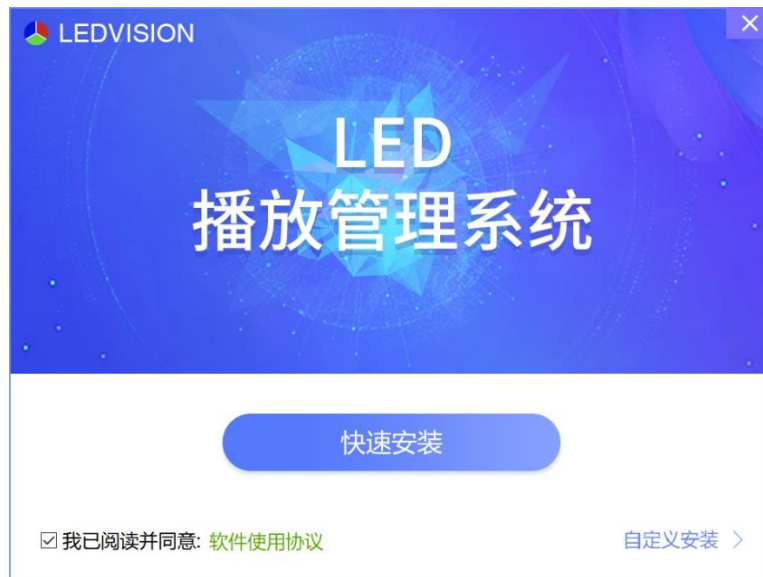 LEDVISION
LED
播放管理系统
快速安装
我已阅读并同意: 软件使用协议
自定义安装